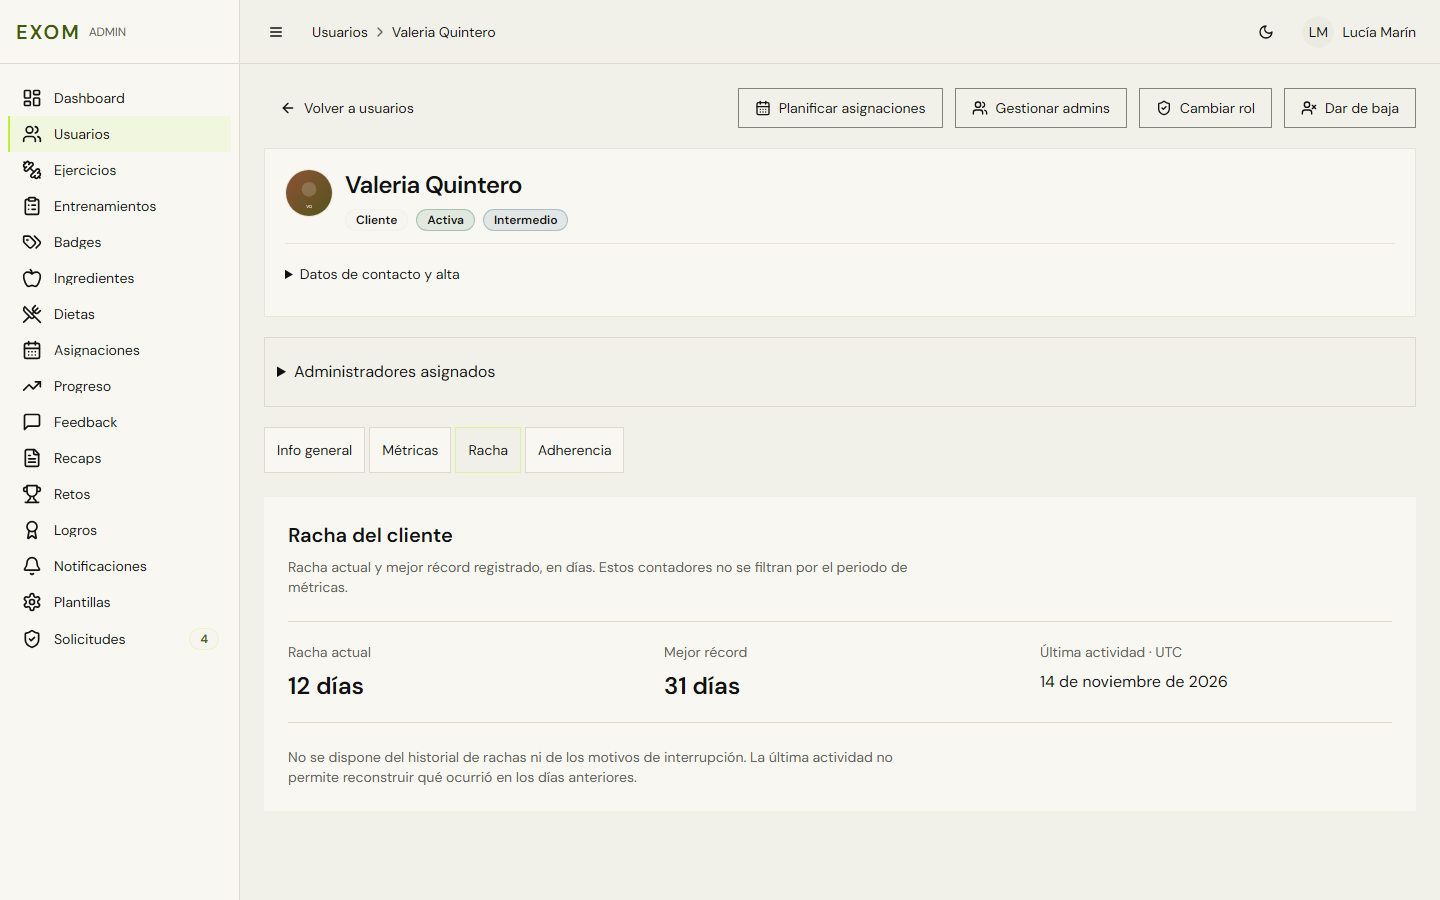 EXOM ADMIN
Usuarios > Valeria Quintero
LM Lucía Marín
Dashboard
Usuarios
Ejercicios
Entrenamientos
Badges
Ingredientes
Dietas
Asignaciones
Progreso
Feedback
Recaps
Retos
Logros
Notificaciones
Plantillas
Solicitudes 4
Volver a usuarios
Planificar asignaciones
Gestionar admins
Cambiar rol
Dar de baja
Valeria Quintero
Cliente Activa Intermedio
Datos de contacto y alta
Administradores asignados
Info general Métricas Racha Adherencia
Racha del cliente
Racha actual y mejor récord registrado, en días. Estos contadores no se filtran por el periodo de
métricas.
Racha actual
12 días
Mejor récord
31 días
Última actividad · UTC
14 de noviembre de 2026
No se dispone del historial de rachas ni de los motivos de interrupción. La última actividad no
permite reconstruir qué ocurrió en los días anteriores.